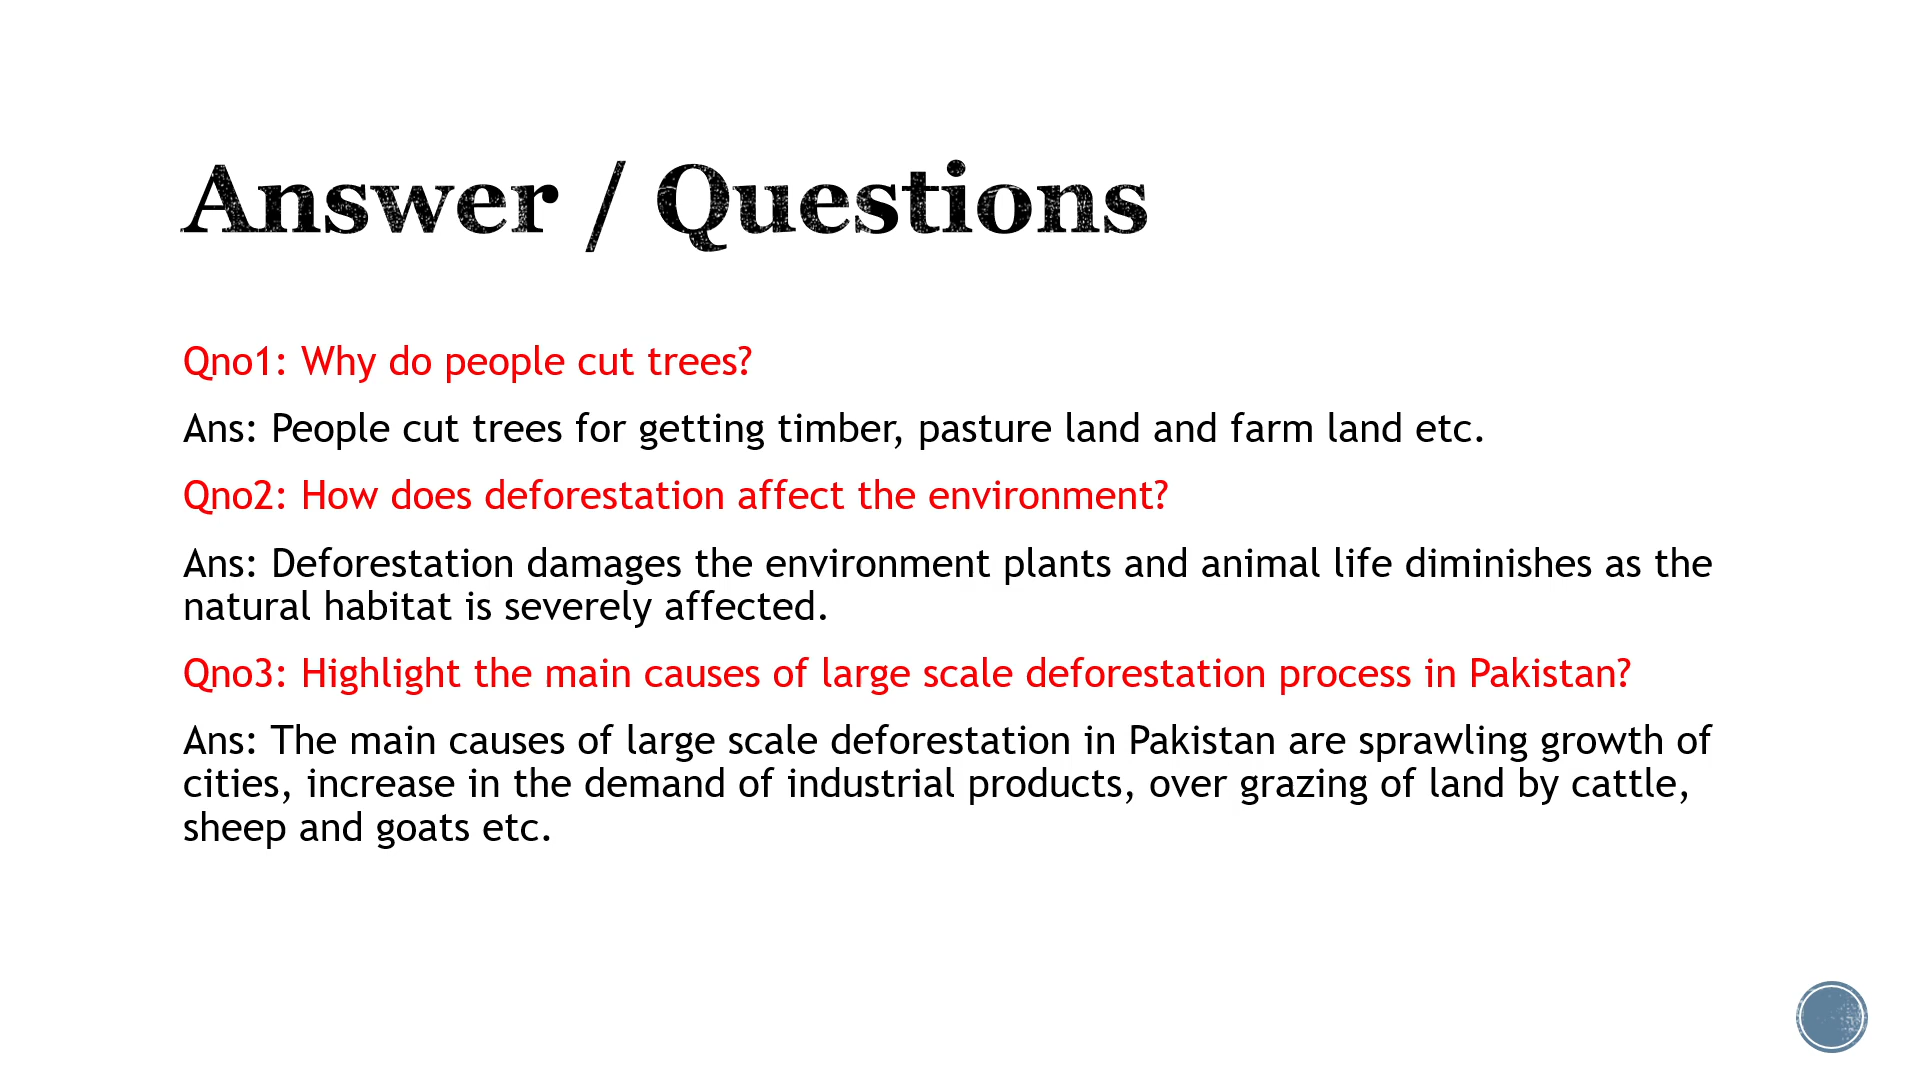 Answer / Questions
Qno1: Why do people cut trees?
Ans: People cut trees for getting timber, pasture land and farm land etc.
Qno2: How does deforestation affect the environment?
Ans: Deforestation damages the environment plants and animal life diminishes as the
natural habitat is severely affected.
Qno3: Highlight the main causes of large scale deforestation process in Pakistan?
Ans: The main causes of large scale deforestation in Pakistan are sprawling growth of
cities, increase in the demand of industrial products, over grazing of land by cattle,
sheep and goats etc.